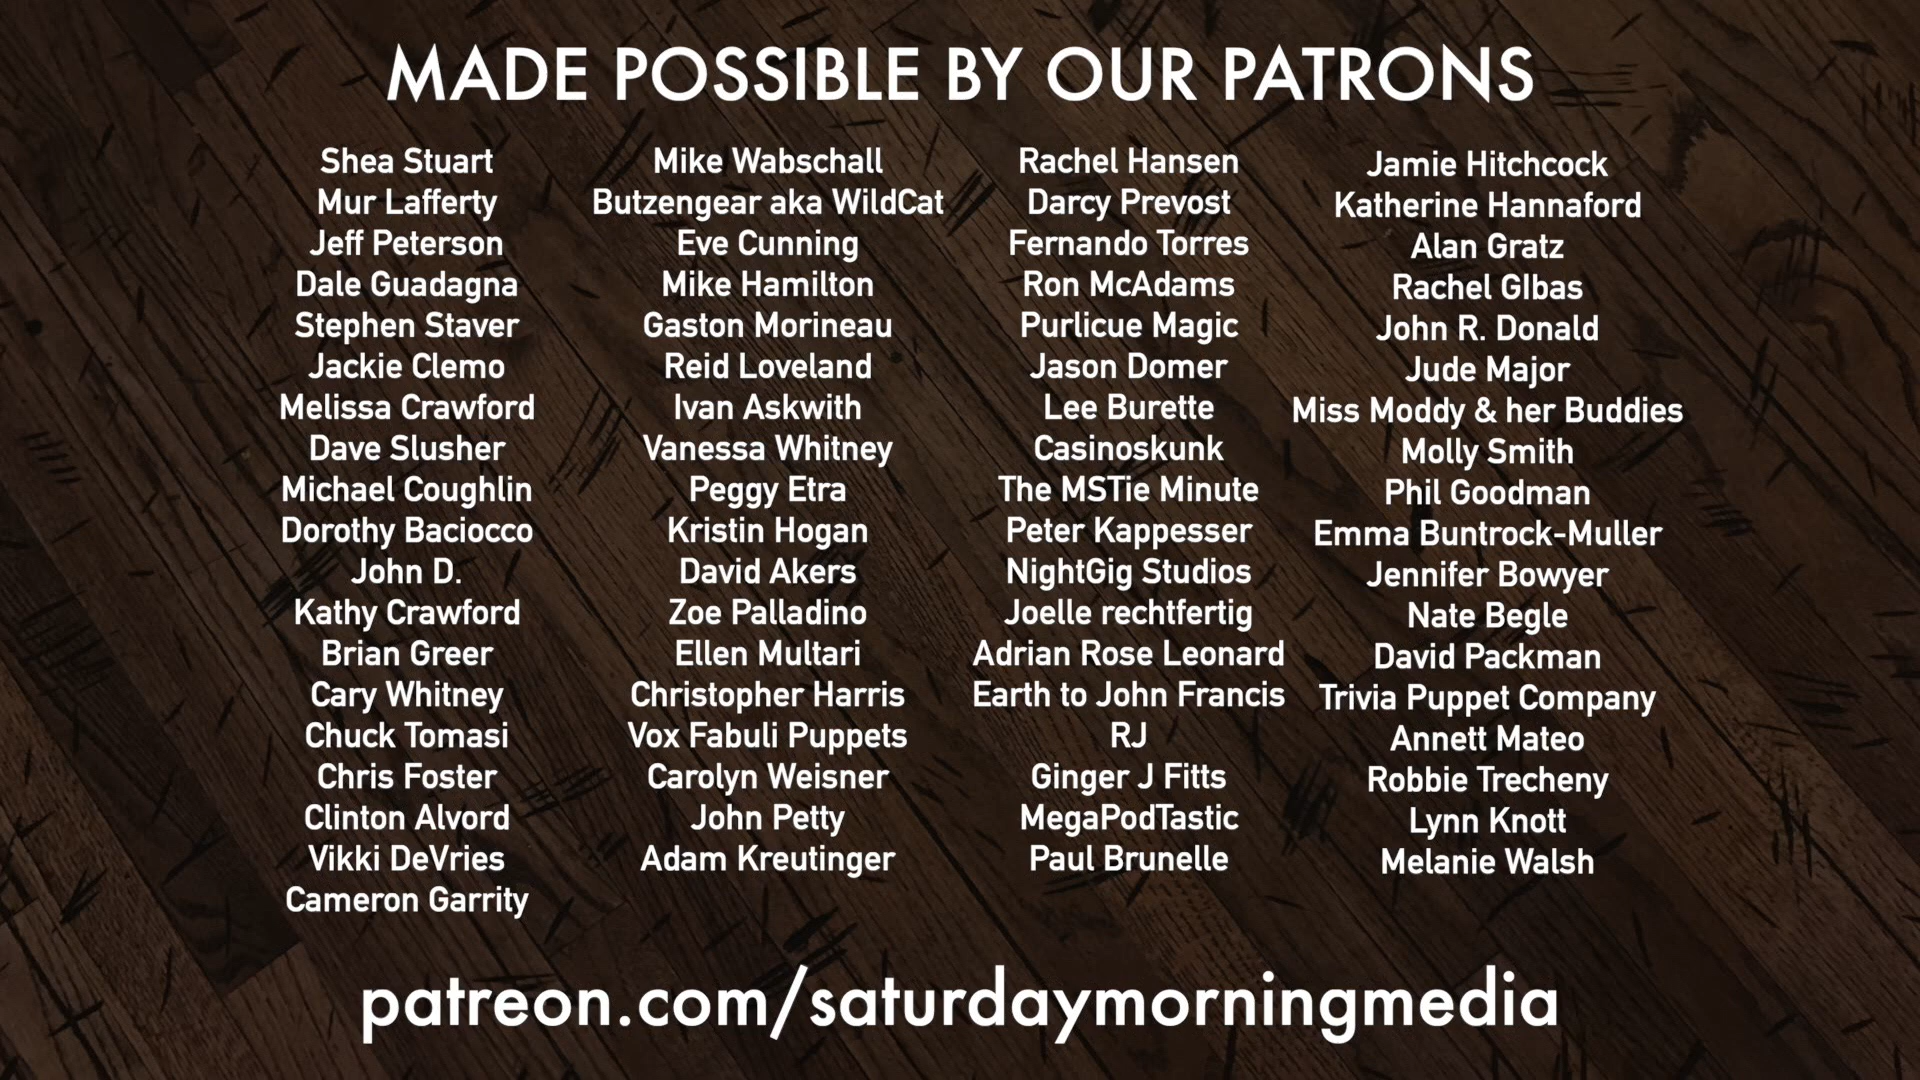 MADE POSSIBLE BY OUR PATRONS
Shea Stuart
Mur Lafferty
Jeff Peterson
Dale Guadagna
Stephen Staver
Jackie Clemo
Melissa Crawford
Dave Slusher
Michael Coughlin
Dorothy Baciocco
John D.
Kathy Crawford
Brian Greer
Cary Whitney
Chuck Tomasi
Chris Foster
Clinton Alvord
Vikki DeVries
Cameron Garrity
Mike Wabschall
Butzengear aka WildCat
Eve Cunning
Mike Hamilton
Gaston Morineau
Reid Loveland
Ivan Askwith
Vanessa Whitney
Peggy Etra
Kristin Hogan
David Akers
Zoe Palladino
Ellen Multari
Christopher Harris
Vox Fabuli Puppets
Carolyn Weisner
John Petty
Adam Kreutinger
Rachel Hansen
Darcy Prevost
Fernando Torres
Ron McAdams
Purlicue Magic
Jason Domer
Lee Burette
Casinoskunk
The MSTie Minute
Peter Kappesser
NightGig Studios
Joelle rechtfertig
Adrian Rose Leonard
Earth to John Francis
RJ
Ginger J Fitts
MegaPodTastic
Paul Brunelle
Jamie Hitchcock
Katherine Hannaford
Alan Gratz
Rachel GIbas
John R. Donald
Jude Major
Miss Moddy & her Buddies
Molly Smith
Phil Goodman
Emma Buntrock-Muller
Jennifer Bowyer
Nate Begle
David Packman
Trivia Puppet Company
Annett Mateo
Robbie Trecheny
Lynn Knott
Melanie Walsh
patreon.com/saturdaymorningmedia